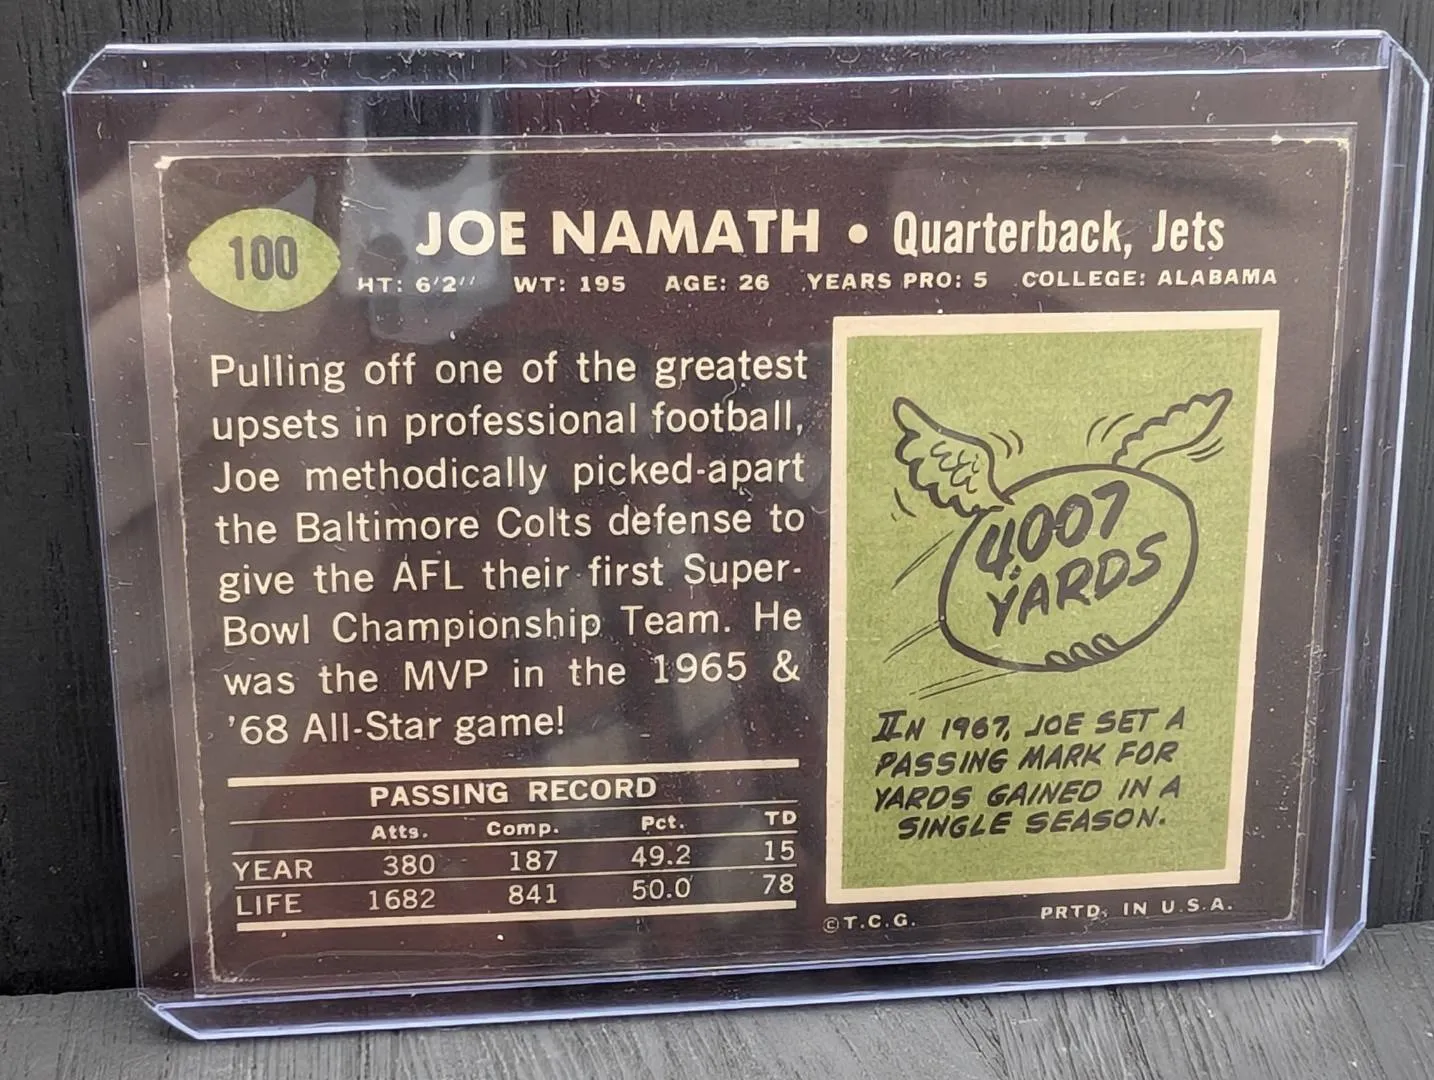 100
JOE NAMATH • Quarterback, Jets
HT: 6'2'' WT: 195 AGE: 26 YEARS PRO: 5 COLLEGE: ALABAMA
Pulling off one of the greatest
upsets in professional football,
Joe methodically picked-apart
the Baltimore Colts defense to
give the AFL their first Super-
Bowl Championship Team. He
was the MVP in the 1965 &
'68 All-Star game!
PASSING RECORD
Atts. Comp. Pct. TD
YEAR 380 187 49.2 15
LIFE 1682 841 50.0 78
4007
YARDS
IN 1967, JOE SET A
PASSING MARK FOR
YARDS GAINED IN A
SINGLE SEASON.
©T.C.G. PRTD. IN U.S.A.